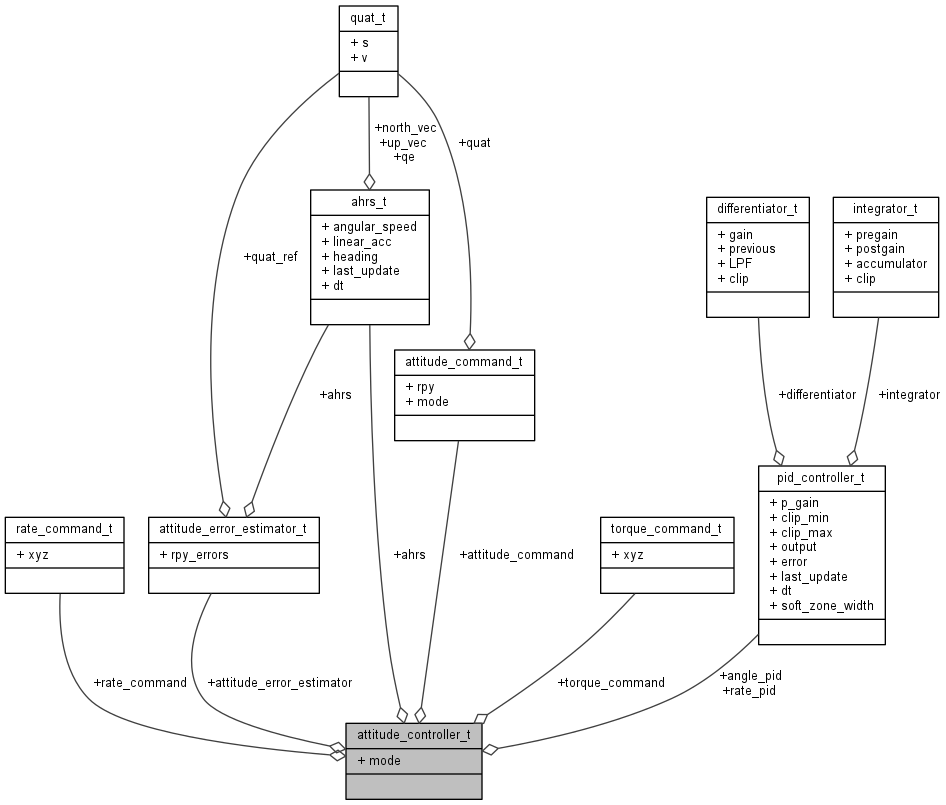 quat_t
+ s
+ v
+north_vec
+up_vec
+qe
+quat
ahrs_t
+ angular_speed
+ linear_acc
+ heading
+ last_update
+ dt
differentiator_t
+ gain
+ previous
+ LPF
+ clip
integrator_t
+ pregain
+ postgain
+ accumulator
+ clip
+quat_ref
attitude_command_t
+ rpy
+ mode
+ahrs
+differentiator
+integrator
pid_controller_t
+ p_gain
+ clip_min
+ clip_max
+ output
+ error
+ last_update
+ dt
+ soft_zone_width
rate_command_t
+ xyz
attitude_error_estimator_t
+ rpy_errors
+ahrs
+attitude_command
torque_command_t
+ xyz
+rate_command
+attitude_error_estimator
+torque_command
+angle_pid
+rate_pid
attitude_controller_t
+ mode